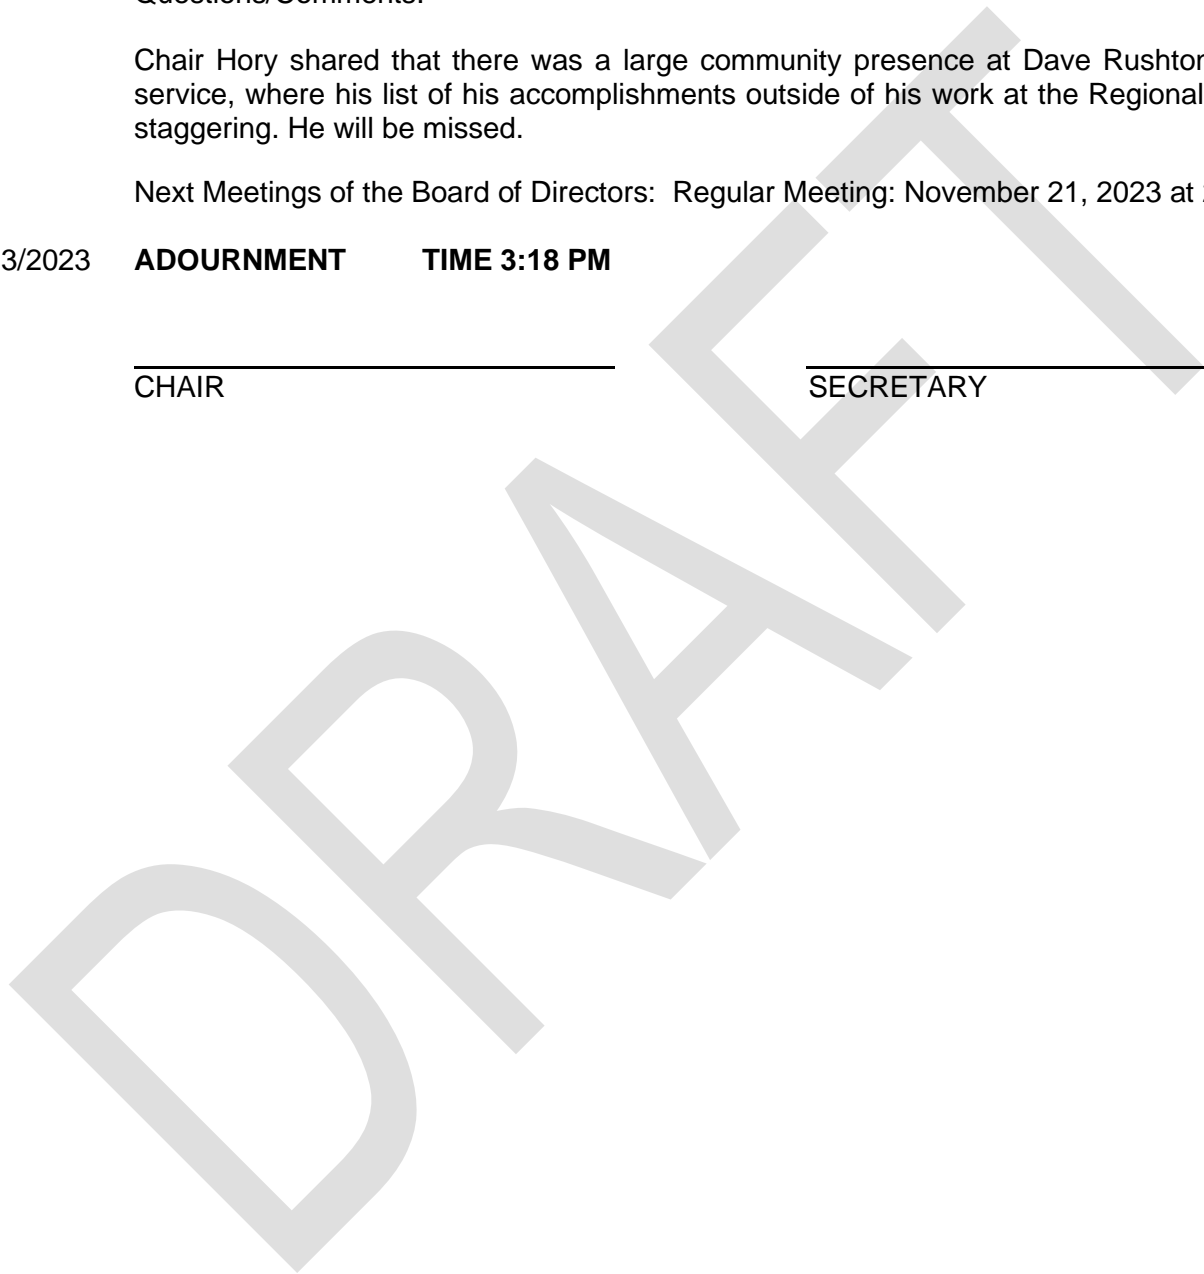 Questions/Comments:
Chair Hory shared that there was a large community presence at Dave Rushton
service, where his list of his accomplishments outside of his work at the Regional
staggering. He will be missed.
Next Meetings of the Board of Directors: Regular Meeting: November 21, 2023 at
3/2023 ADOURNMENT TIME 3:18 PM
CHAIR SECRETARY
DRAFT